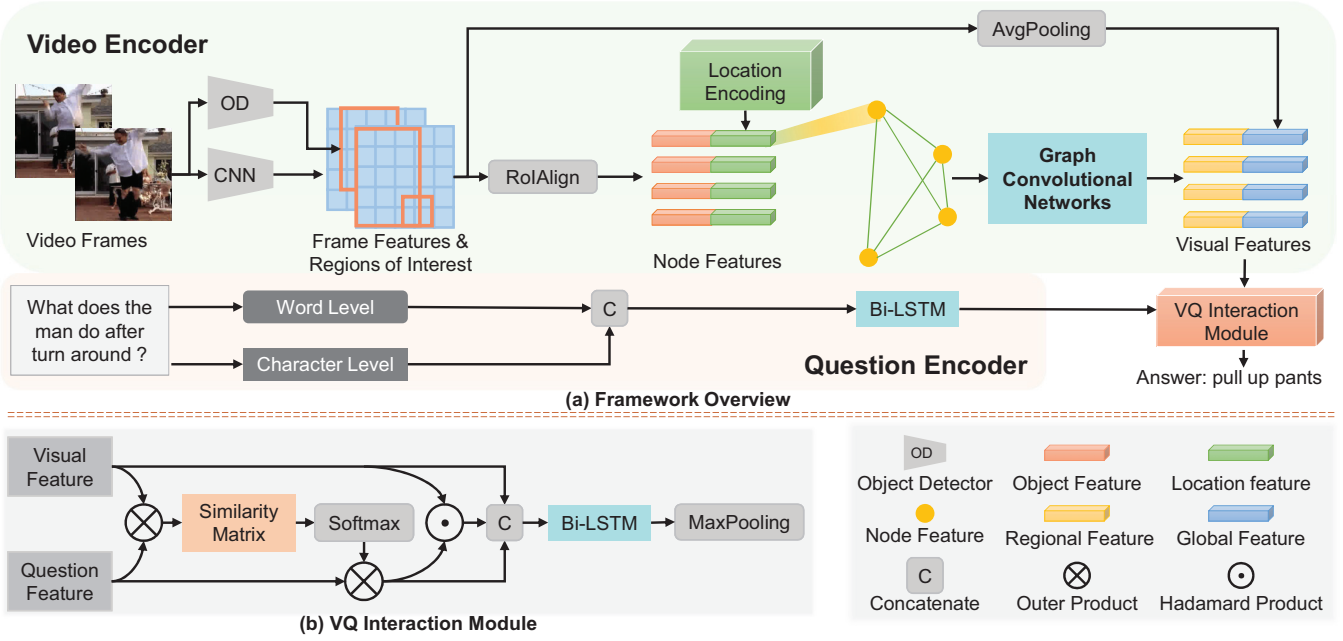 Video Encoder
AvgPooling
Location
Encoding
OD
CNN
RoIAlign
Graph
Convolutional
Networks
Video Frames
Frame Features &
Regions of Interest
Node Features
Visual Features
What does the
man do after
turn around ?
Word Level
Character Level
C
Bi-LSTM
Question Encoder
VQ Interaction
Module
Answer: pull up pants
(a) Framework Overview
Visual
Feature
Question
Feature
Similarity
Matrix
Softmax
C
Bi-LSTM
MaxPooling
(b) VQ Interaction Module
OD
Object Detector
Object Feature
Location feature
Node Feature
Regional Feature
Global Feature
C
Concatenate
Outer Product
Hadamard Product